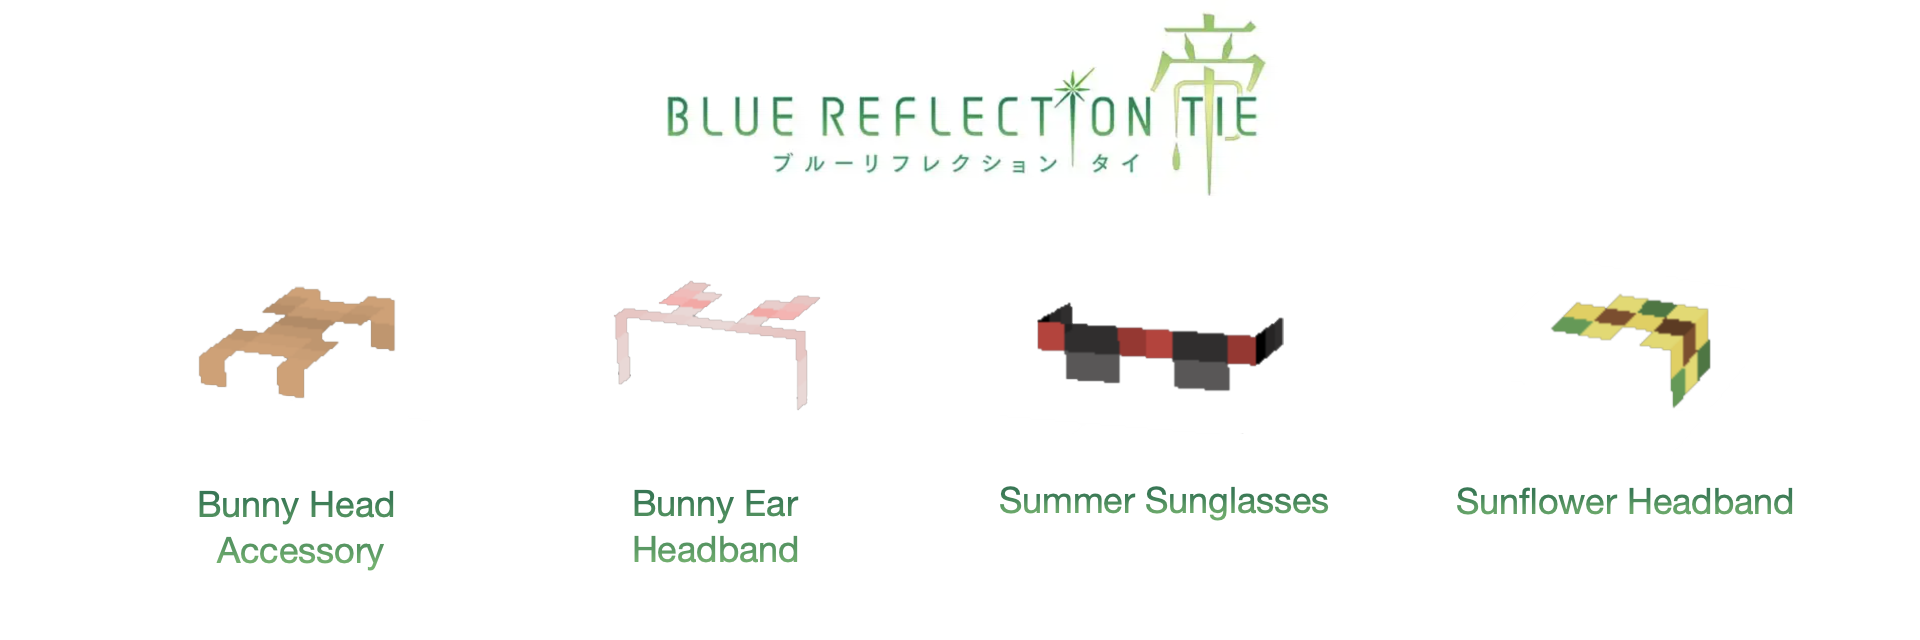 帝
BLUE REFLECTION TIE
ブルーリフレクション タイ
Bunny Head
Accessory
Bunny Ear
Headband
Summer Sunglasses
Sunflower Headband